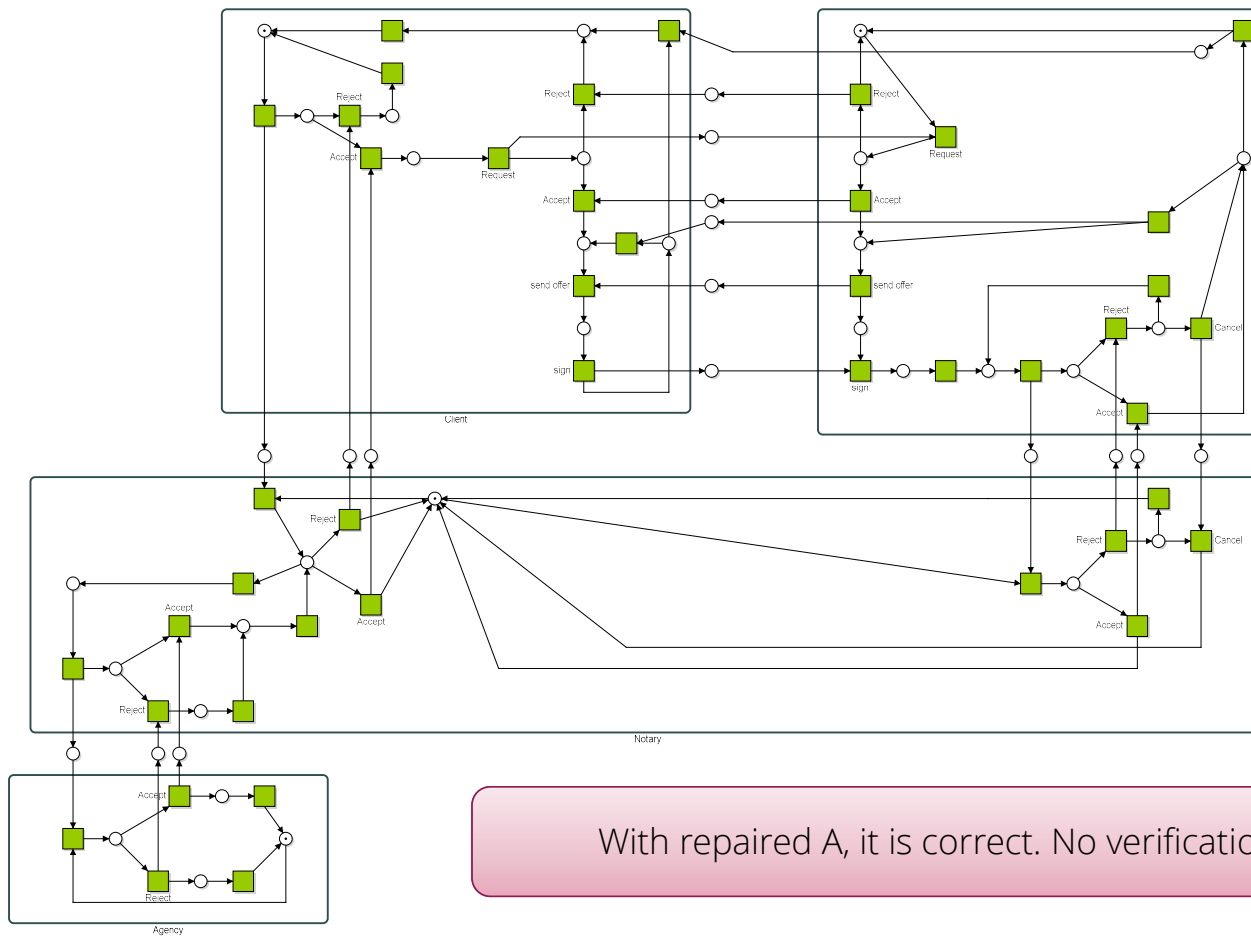 Reject
Reject
Reject
Accept
Request
Request
Accept
Accept
send offer
send offer
Reject
Cancel
sign
sign
Accept
Client
Reject
Accept
Reject
Cancel
Accept
Accept
Reject
Notary
Accept
Reject
Agency
With repaired A, it is correct. No verificatio